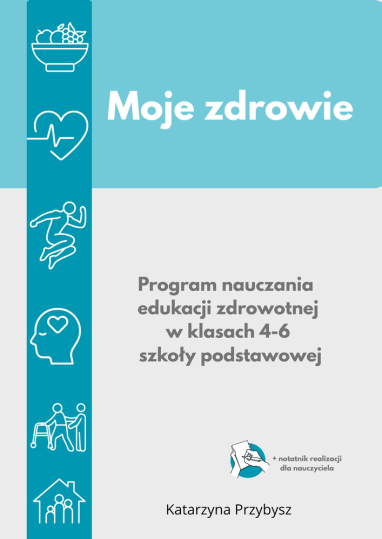 Moje zdrowie
Program nauczania
edukacji zdrowotnej
w klasach 4-6
szkoły podstawowej
+ notatnik realizacji
dla nauczyciela
Katarzyna Przybysz